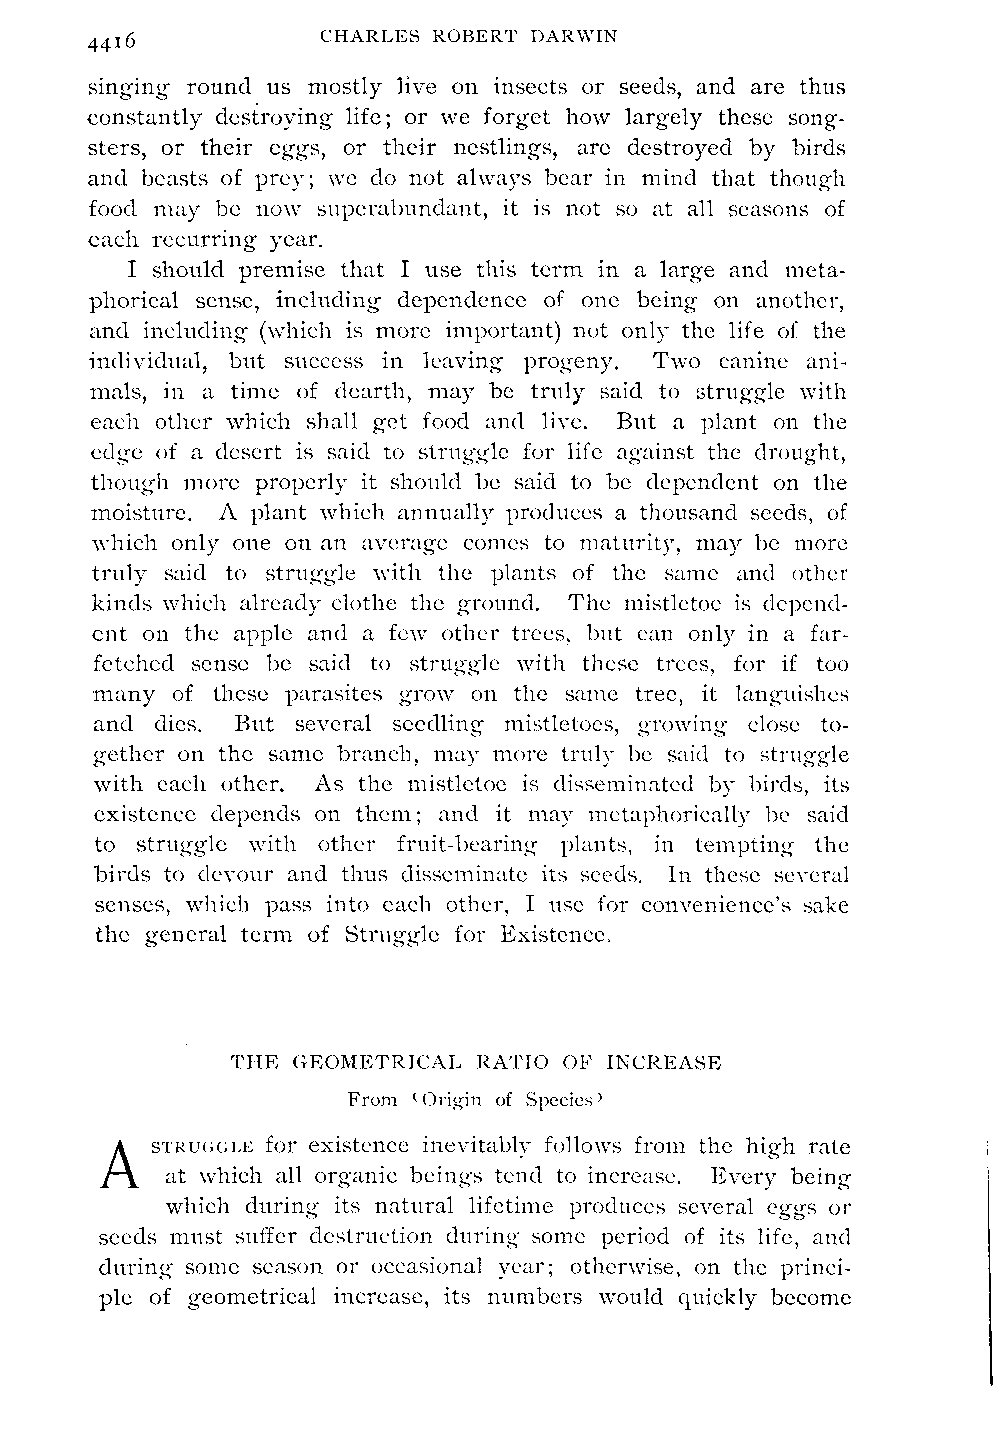 4416
CHARLES ROBERT DARWIN
singing round us mostly live on insects or seeds, and are thus
constantly destroying life; or we forget how largely these song-
sters, or their eggs, or their nestlings, are destroyed by birds
and beasts of prey; we do not always bear in mind that though
food may be now superabundant, it is not so at all seasons of
each recurring year.
I should premise that I use this term in a large and meta-
phorical sense, including dependence of one being on another,
and including (which is more important) not only the life of the
individual, but success in leaving progeny. Two canine ani-
mals, in a time of dearth, may be truly said to struggle with
each other which shall get food and live. But a plant on the
edge of a desert is said to struggle for life against the drought,
though more properly it should be said to be dependent on the
moisture. A plant which annually produces a thousand seeds, of
which only one on an average comes to maturity, may be more
truly said to struggle with the plants of the same and other
kinds which already clothe the ground. The mistletoe is depend-
ent on the apple and a few other trees, but can only in a far-
fetched sense be said to struggle with these trees, for if too
many of these parasites grow on the same tree, it languishes
and dies. But several seedling mistletoes, growing close to-
gether on the same branch, may more truly be said to struggle
with each other. As the mistletoe is disseminated by birds, its
existence depends on them; and it may metaphorically be said
to struggle with other fruit-bearing plants, in tempting the
birds to devour and thus disseminate its seeds. In these several
senses, which pass into each other, I use for convenience's sake
the general term of Struggle for Existence.
THE GEOMETRICAL RATIO OF INCREASE
From ‘Origin of Species’
A STRUGGLE for existence inevitably follows from the high rate
at which all organic beings tend to increase. Every being
which during its natural lifetime produces several eggs or
seeds must suffer destruction during some period of its life, and
during some season or occasional year; otherwise, on the princi-
ple of geometrical increase, its numbers would quickly become